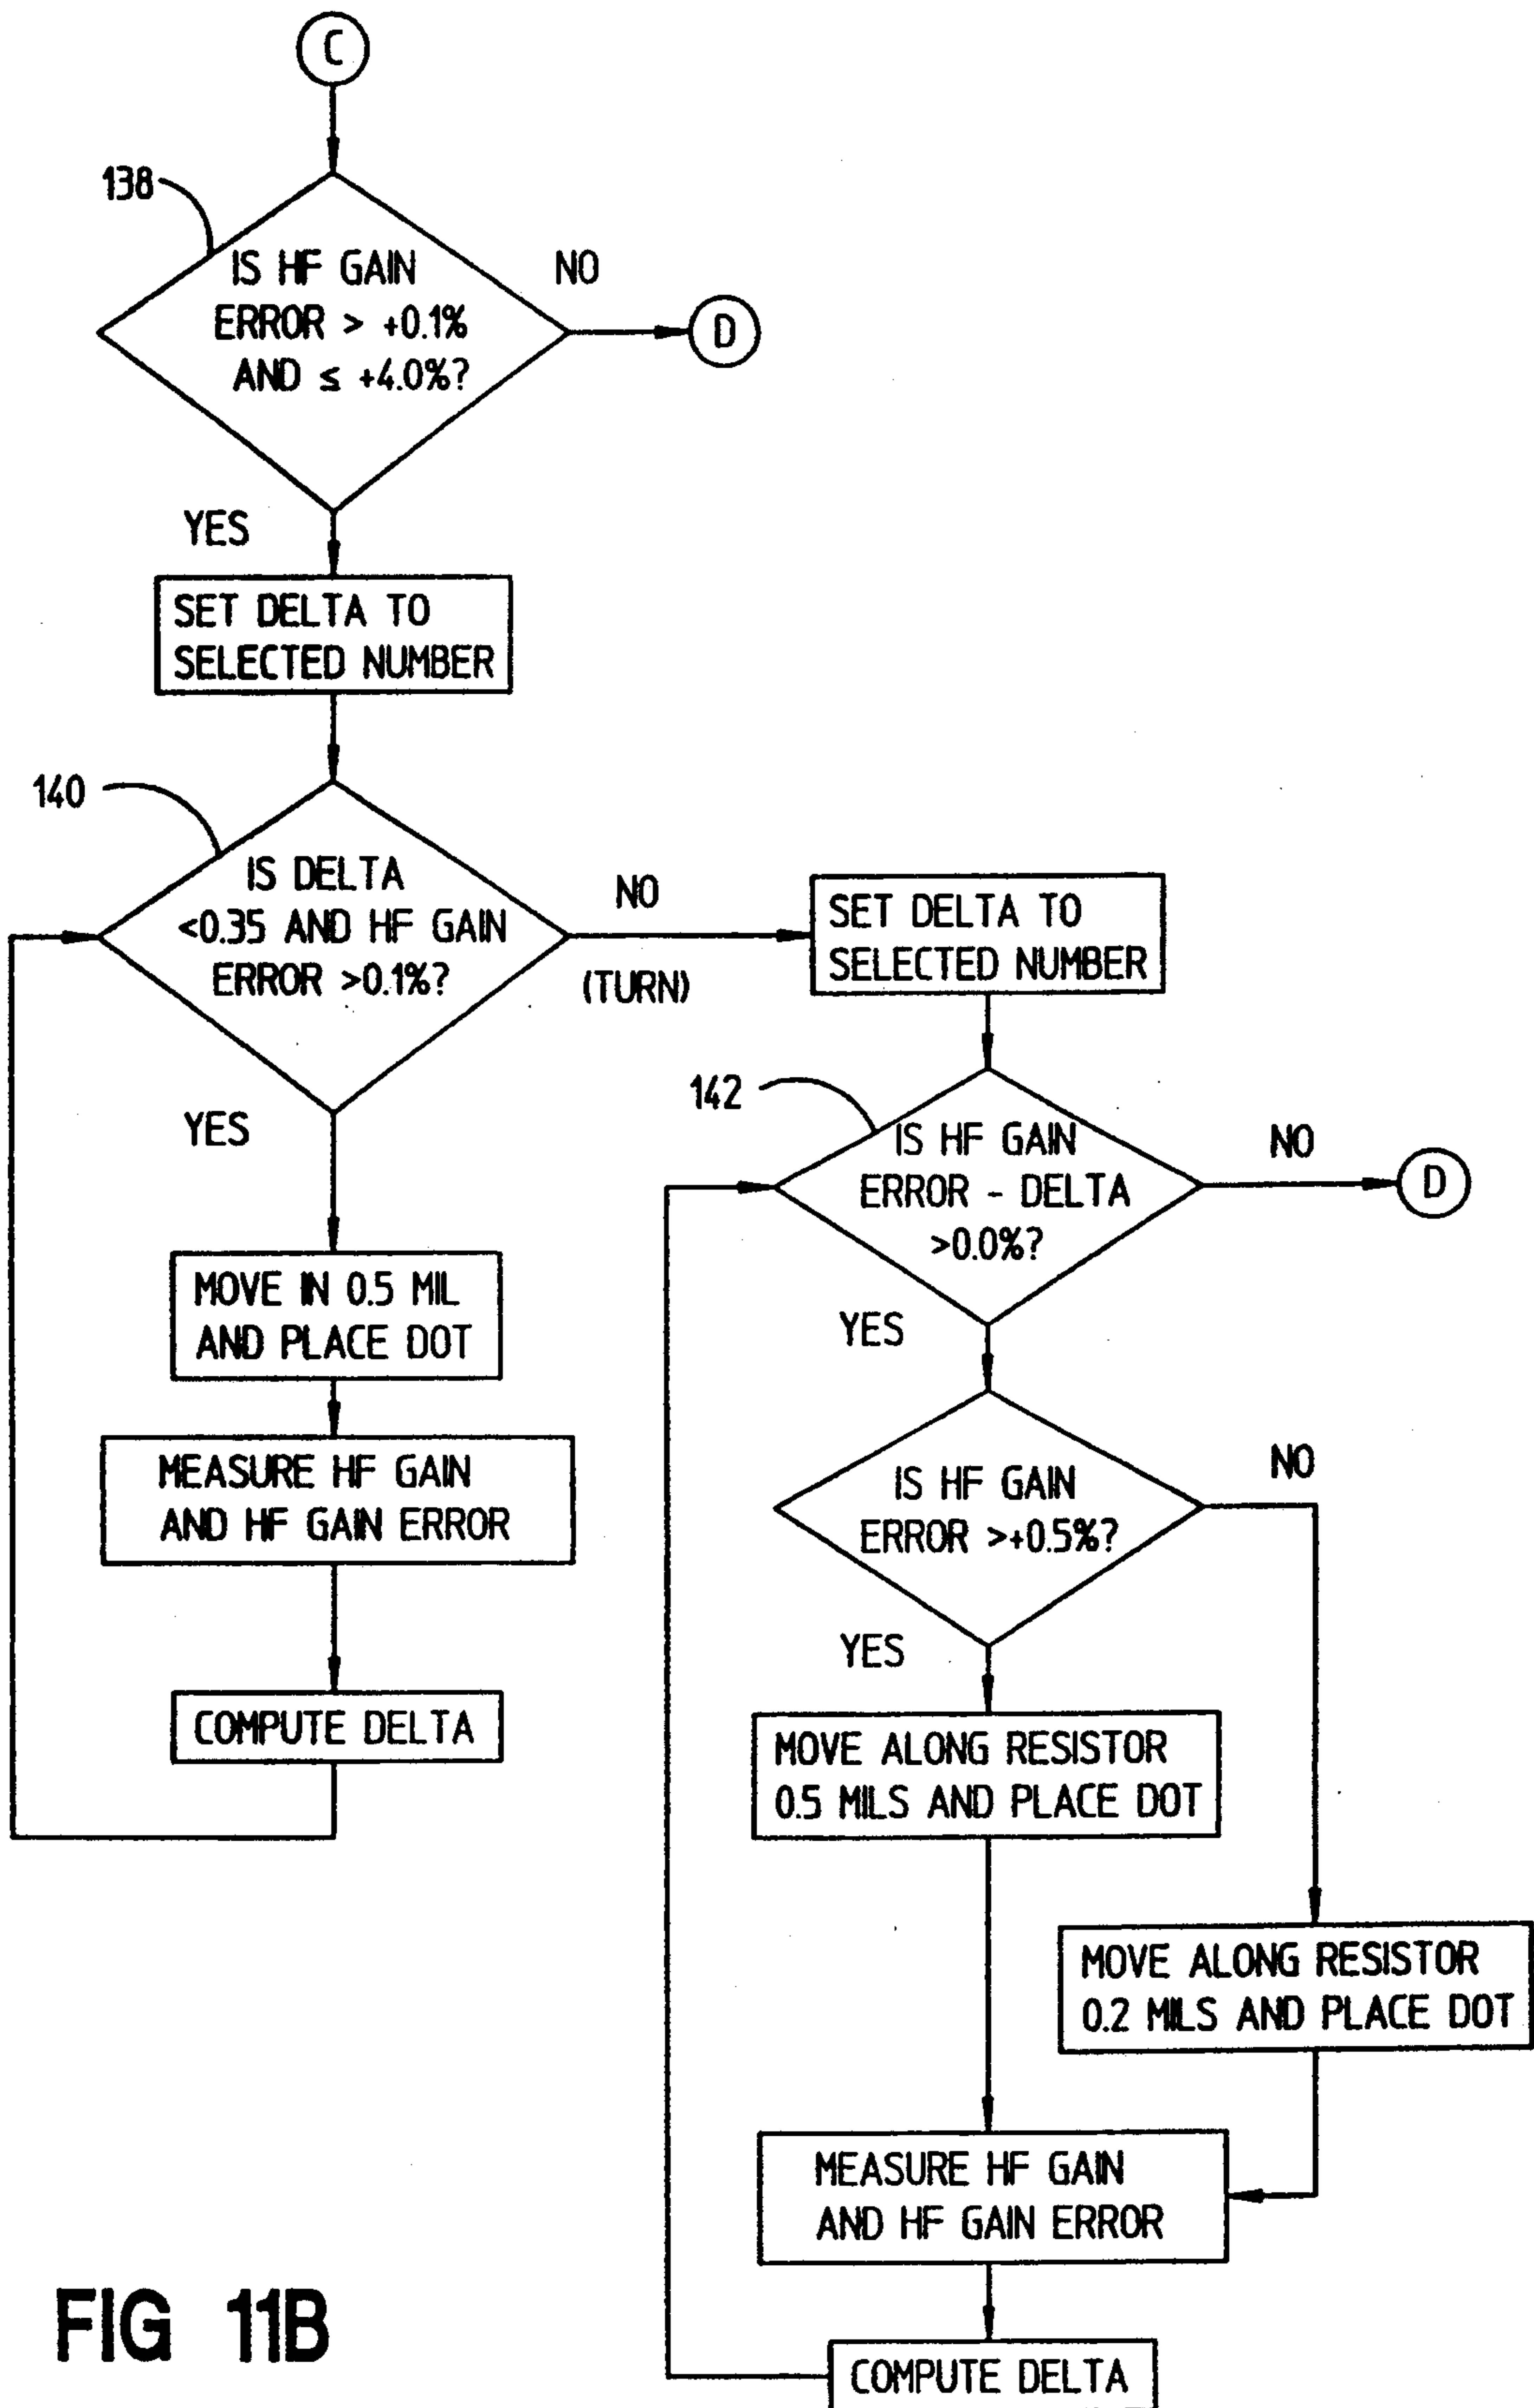 C
138
IS HF GAIN
ERROR > +0.1%
AND ≤ +4.0%?
NO
D
YES
SET DELTA TO
SELECTED NUMBER
140
IS DELTA
<0.35 AND HF GAIN
ERROR >0.1%?
NO
(TURN)
SET DELTA TO
SELECTED NUMBER
YES
MOVE IN 0.5 MIL
AND PLACE DOT
MEASURE HF GAIN
AND HF GAIN ERROR
COMPUTE DELTA
142
IS HF GAIN
ERROR - DELTA
>0.0%?
NO
D
YES
IS HF GAIN
ERROR >+0.5%?
NO
YES
MOVE ALONG RESISTOR
0.5 MILS AND PLACE DOT
MOVE ALONG RESISTOR
0.2 MILS AND PLACE DOT
MEASURE HF GAIN
AND HF GAIN ERROR
COMPUTE DELTA
FIG 11B